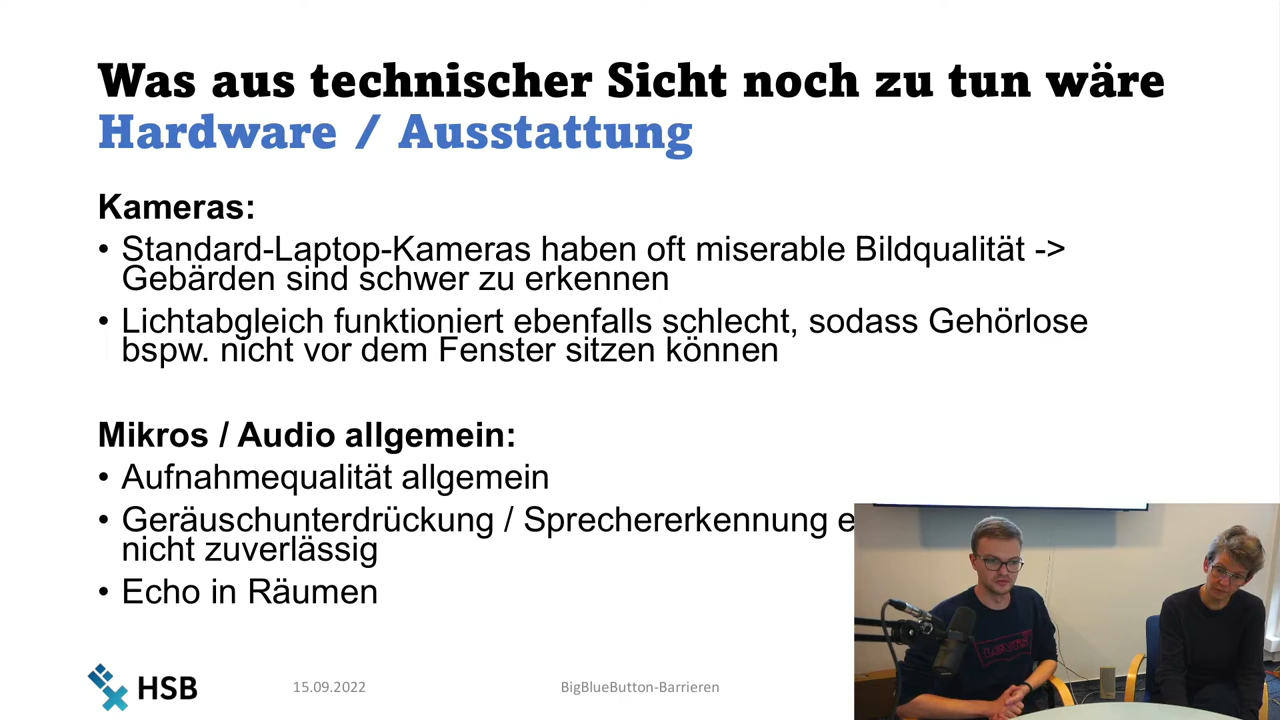 Was aus technischer Sicht noch zu tun wäre
Hardware / Ausstattung
Kameras:
• Standard-Laptop-Kameras haben oft miserable Bildqualität ->
Gebärden sind schwer zu erkennen
• Lichtabgleich funktioniert ebenfalls schlecht, sodass Gehörlose
bspw. nicht vor dem Fenster sitzen können
Mikros / Audio allgemein:
• Aufnahmequalität allgemein
• Geräuschunterdrückung / Sprechererkennung e
nicht zuverlässig
• Echo in Räumen
HSB
15.09.2022
BigBlueButton-Barrieren